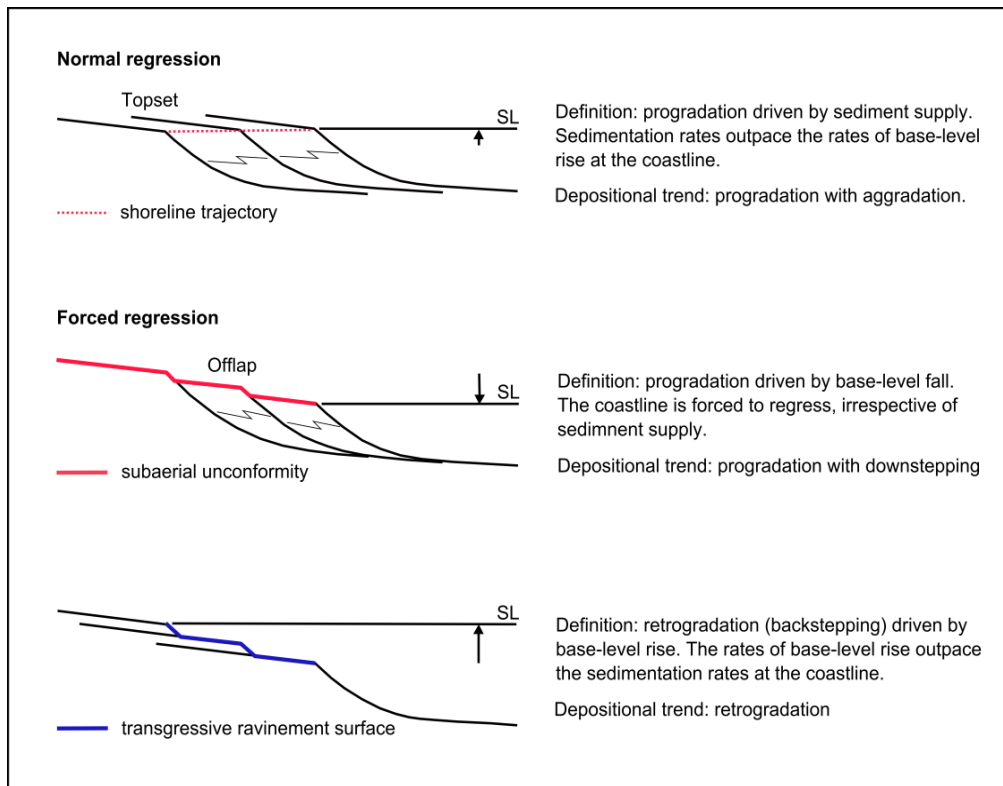 Normal regression
Topset
SL
Definition: progradation driven by sediment supply.
Sedimentation rates outpace the rates of base-level
rise at the coastline.
Depositional trend: progradation with aggradation.
shoreline trajectory
Forced regression
Offlap
SL
Definition: progradation driven by base-level fall.
The coastline is forced to regress, irrespective of
sedimnent supply.
Depositional trend: progradation with downstepping
subaerial unconformity
SL
Definition: retrogradation (backstepping) driven by
base-level rise. The rates of base-level rise outpace
the sedimentation rates at the coastline.
Depositional trend: retrogradation
transgressive ravinement surface